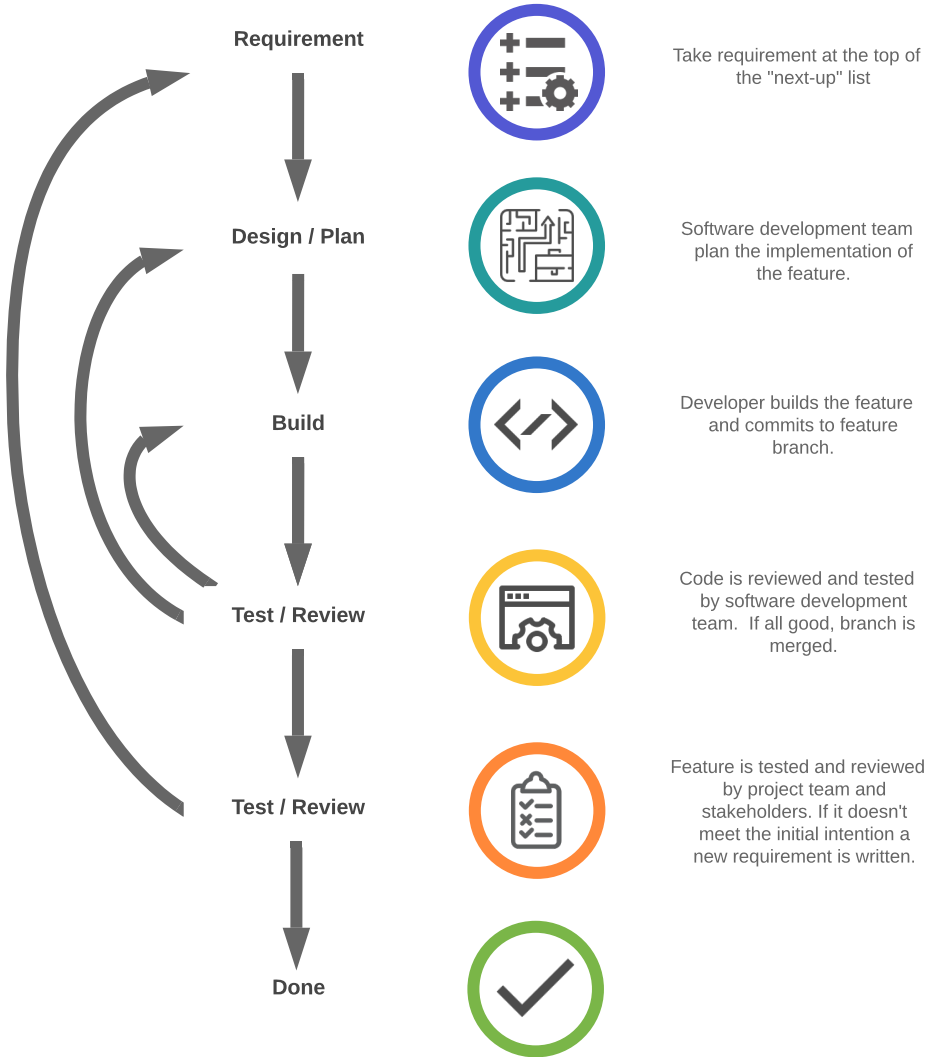 Requirement
Take requirement at the top of
the "next-up" list
Design / Plan
Software development team
plan the implementation of
the feature.
Build
Developer builds the feature
and commits to feature
branch.
Test / Review
Code is reviewed and tested
by software development
team.  If all good, branch is
merged.
Test / Review
Feature is tested and reviewed
by project team and
stakeholders. If it doesn't
meet the initial intention a
new requirement is written.
Done